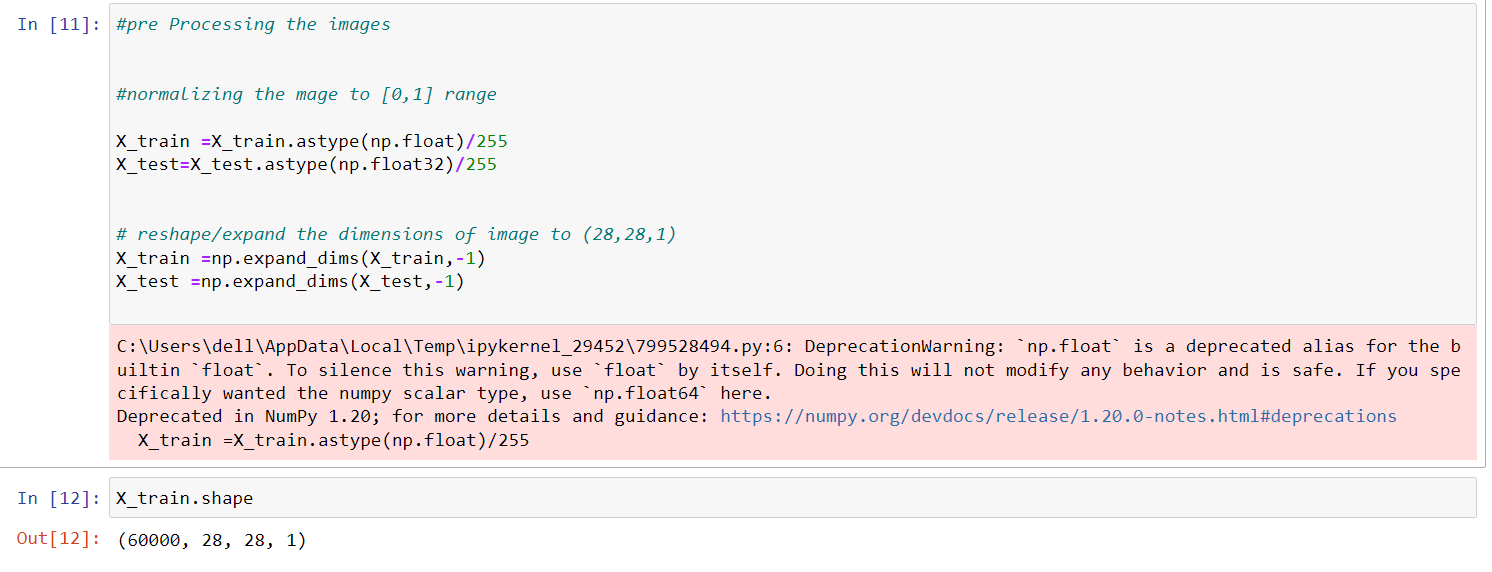 In [11]: #pre Processing the images
#normalizing the mage to [0,1] range
X_train =X_train.astype(np.float)/255
X_test=X_test.astype(np.float32)/255
# reshape/expand the dimensions of image to (28,28,1)
X_train =np.expand_dims(X_train,-1)
X_test =np.expand_dims(X_test,-1)
C:\Users\dell\AppData\Local\Temp\ipykernel_29452\799528494.py:6: DeprecationWarning: `np.float` is a deprecated alias for the b
uiltin `float`. To silence this warning, use `float` by itself. Doing this will not modify any behavior and is safe. If you spe
cifically wanted the numpy scalar type, use `np.float64` here.
Deprecated in NumPy 1.20; for more details and guidance: https://numpy.org/devdocs/release/1.20.0-notes.html#deprecations
  X_train =X_train.astype(np.float)/255
In [12]: X_train.shape
Out[12]: (60000, 28, 28, 1)